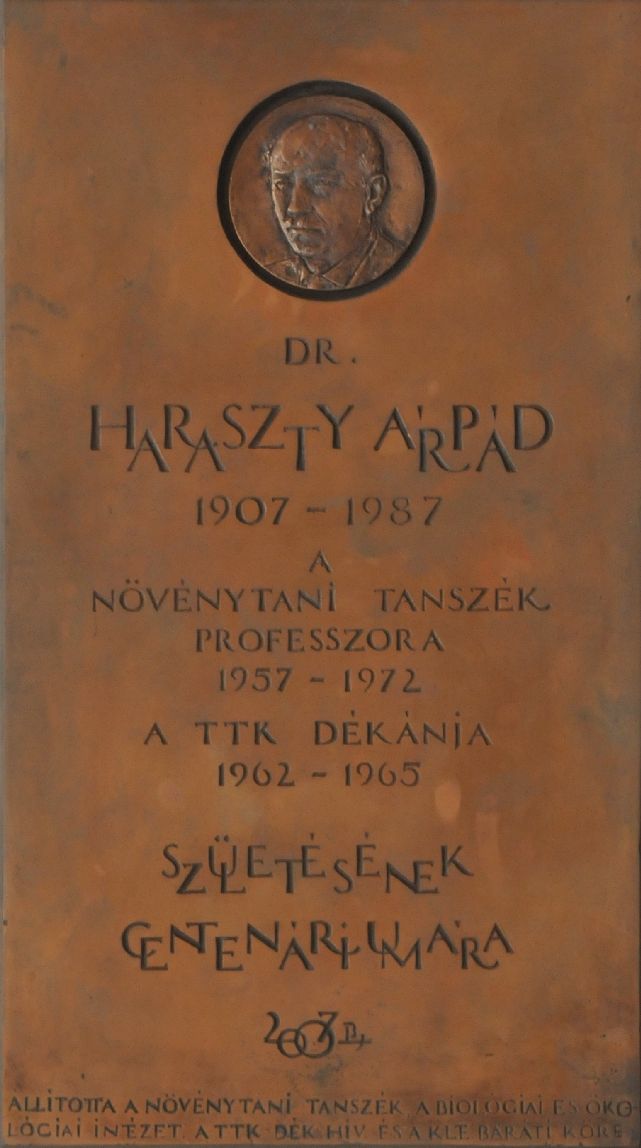 DR.
HARASZTY ÁRPÁD
1907 - 1987
A
NÖVÉNYTANI TANSZÉK
PROFESSZORA
1957 - 1972
A TTK DÉKÁNJA
1962 - 1965
SZÜLETÉSÉNEK
CENTENÁRIUMÁRA
2007
ÁLLÍTOTTA A NÖVÉNYTANI TANSZÉK, A BIOLÓGIAI ÉS ÖKO-
LÓGIAI INTÉZET, A TTK DÉK. HIV. ÉS A KLE BARÁTI KÖRE